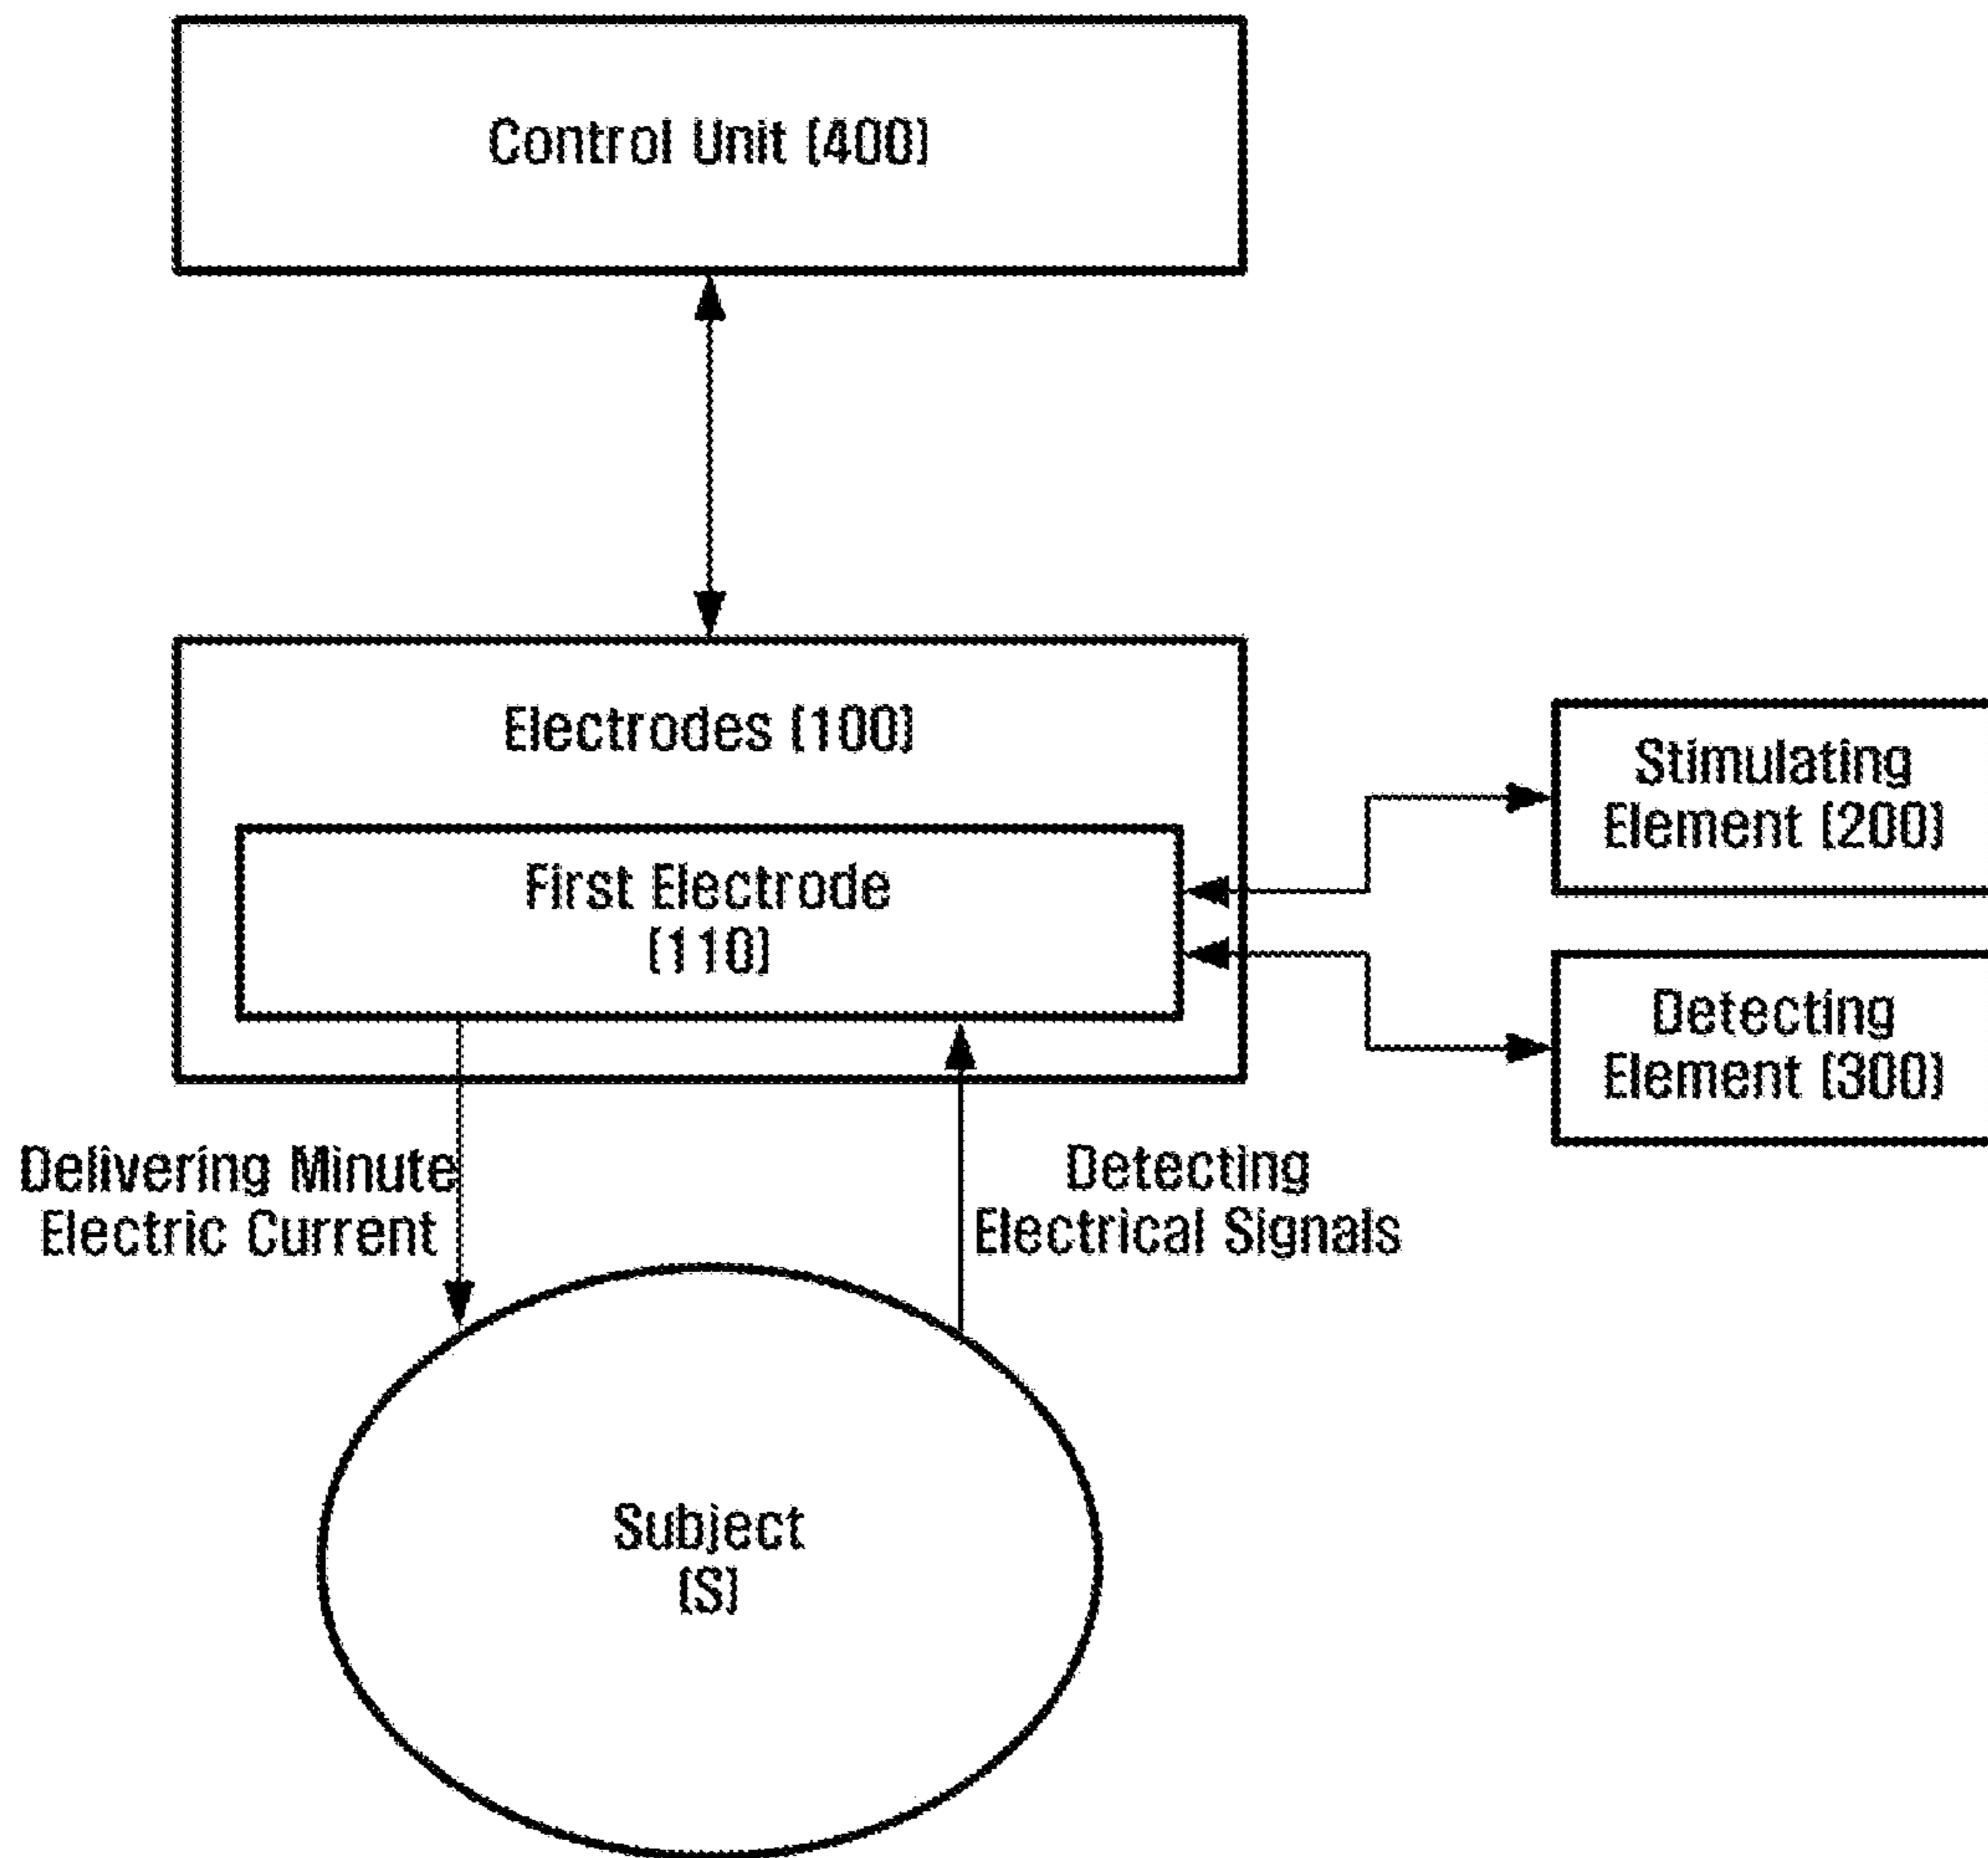 Control Unit [400]
Electrodes [100]
First Electrode
[110]
Stimulating
Element [200]
Detecting
Element [300]
Delivering Minute
Electric Current
Detecting
Electrical Signals
Subject
[S]